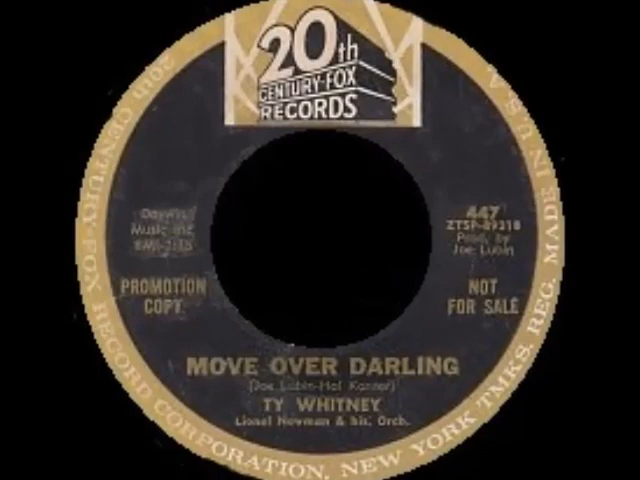 20th
CENTURY-FOX
RECORDS
Daywin
Music Inc.
BMI-2:35
447
ZTSP-89318
Prod. by
Joe Lubin
PROMOTION
COPY
NOT
FOR SALE
MOVE OVER DARLING
(Joe Lubin-Hal Kanter)
TY WHITNEY
Lionel Newman & his Orch.
20th CENTURY-FOX RECORD CORPORATION, NEW YORK TMKS. REG. MADE IN U.S.A.